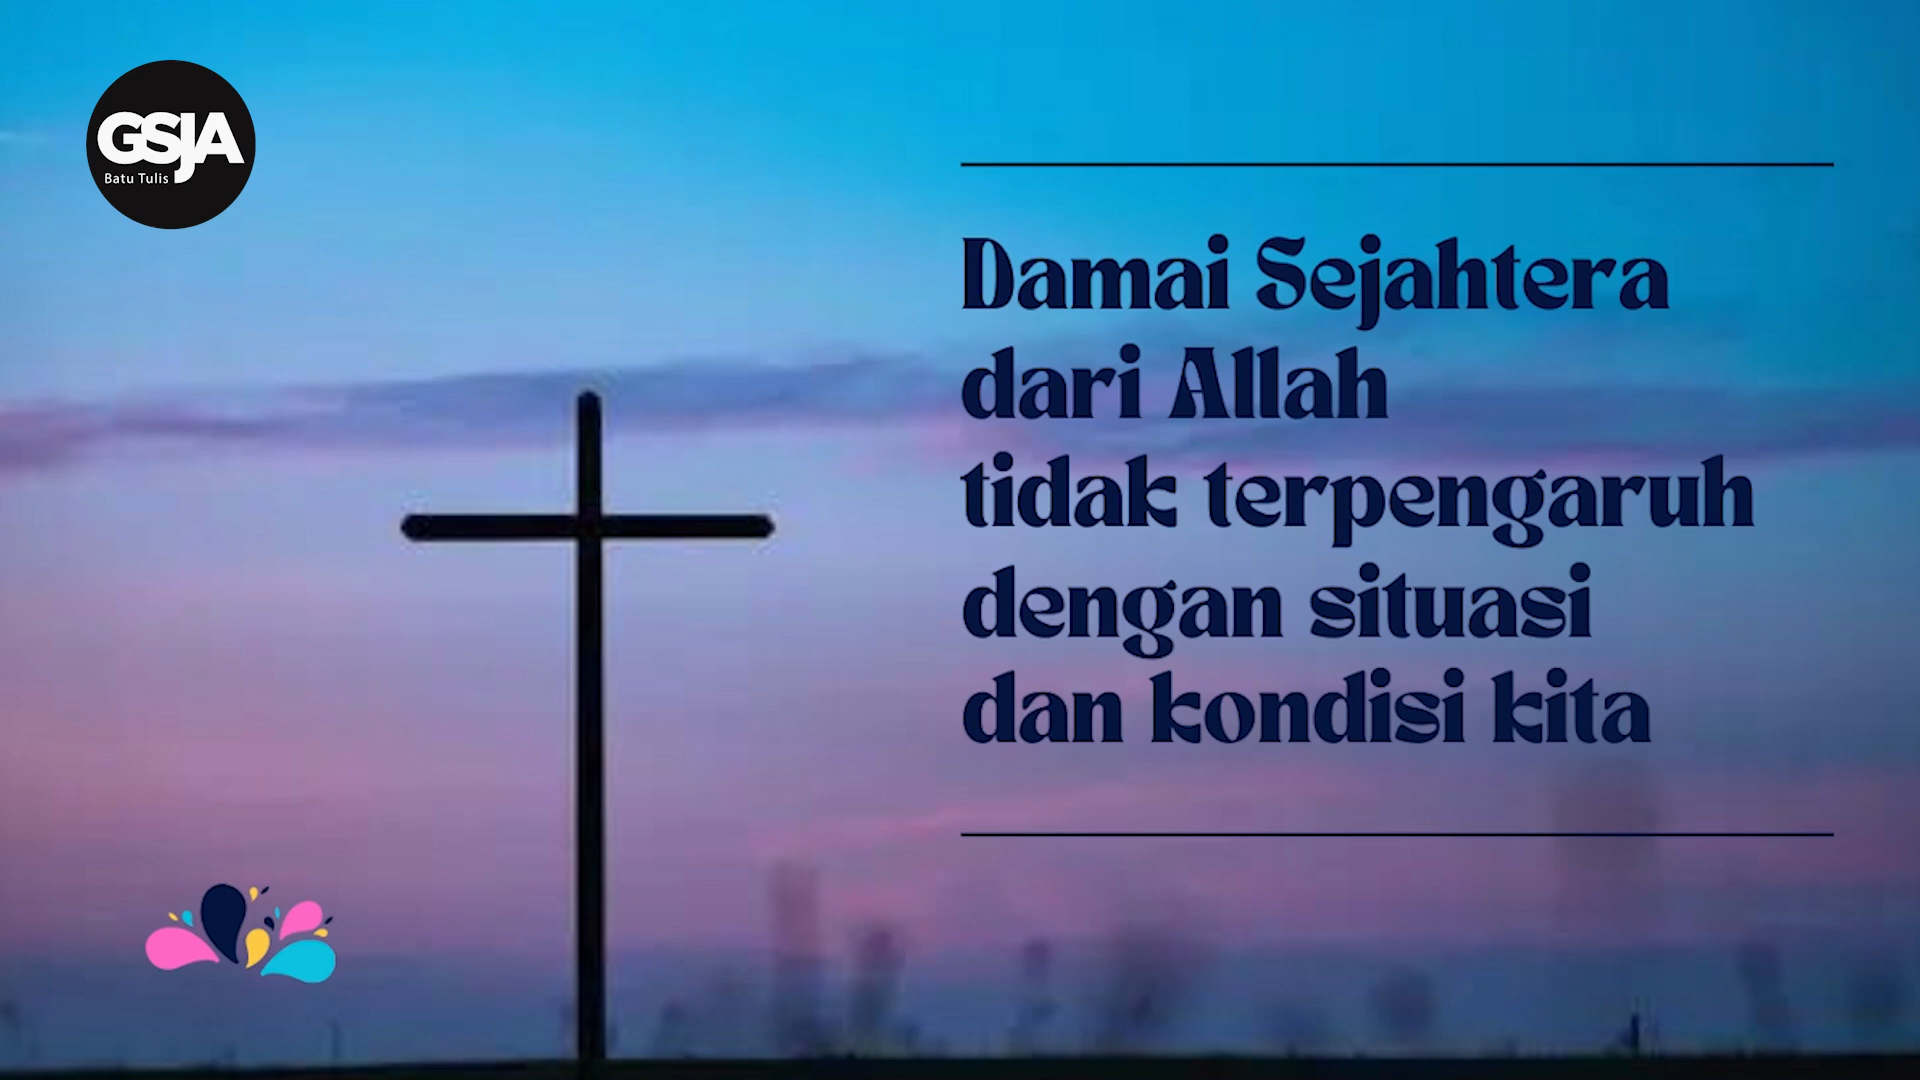 GSJA
Batu Tulis
Damai Sejahtera
dari Allah
tidak terpengaruh
dengan situasi
dan kondisi kita